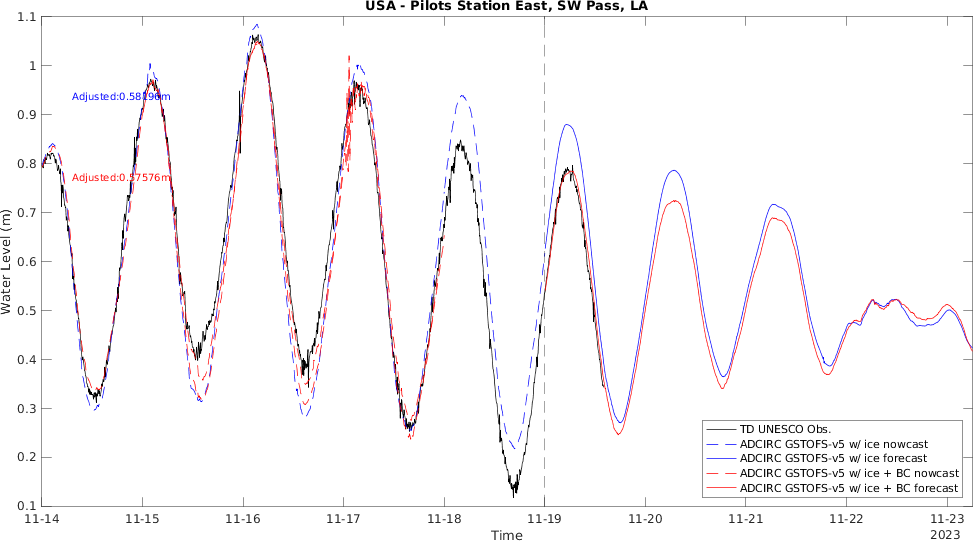 USA - Pilots Station East, SW Pass, LA
1.1
1
0.9
0.8
0.7
0.6
0.5
0.4
0.3
0.2
0.1
Water Level (m)
Adjusted:0.58296m
Adjusted:0.57576m
TD UNESCO Obs.
ADCIRC GSTOFS-v5 w/ ice nowcast
ADCIRC GSTOFS-v5 w/ ice forecast
ADCIRC GSTOFS-v5 w/ ice + BC nowcast
ADCIRC GSTOFS-v5 w/ ice + BC forecast
11-14 11-15 11-16 11-17 11-18 11-19 11-20 11-21 11-22 11-23
2023
Time